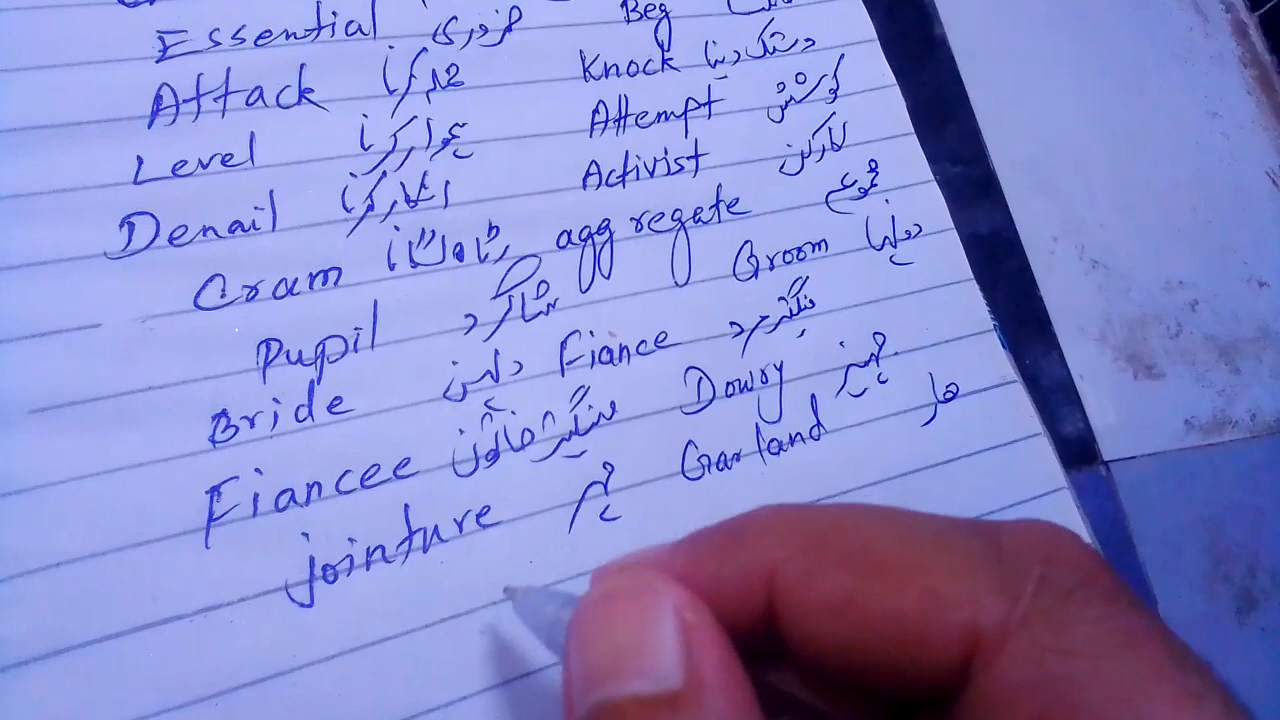 Essential ضروری Beg
Attack حملہ کرنا Knock دستک دینا
Level ہموار کرنا Attempt کوشش
Denail انکار کرنا Activist کارکن
Cram رٹا لگانا aggregate مجموعہ
Pupil شاگرد Groom دولہا
Bride دلہن Fiance منگیتر مرد
Fiancee منگیتر خاتون Dowry جہیز
jointure مہر Garland ہار